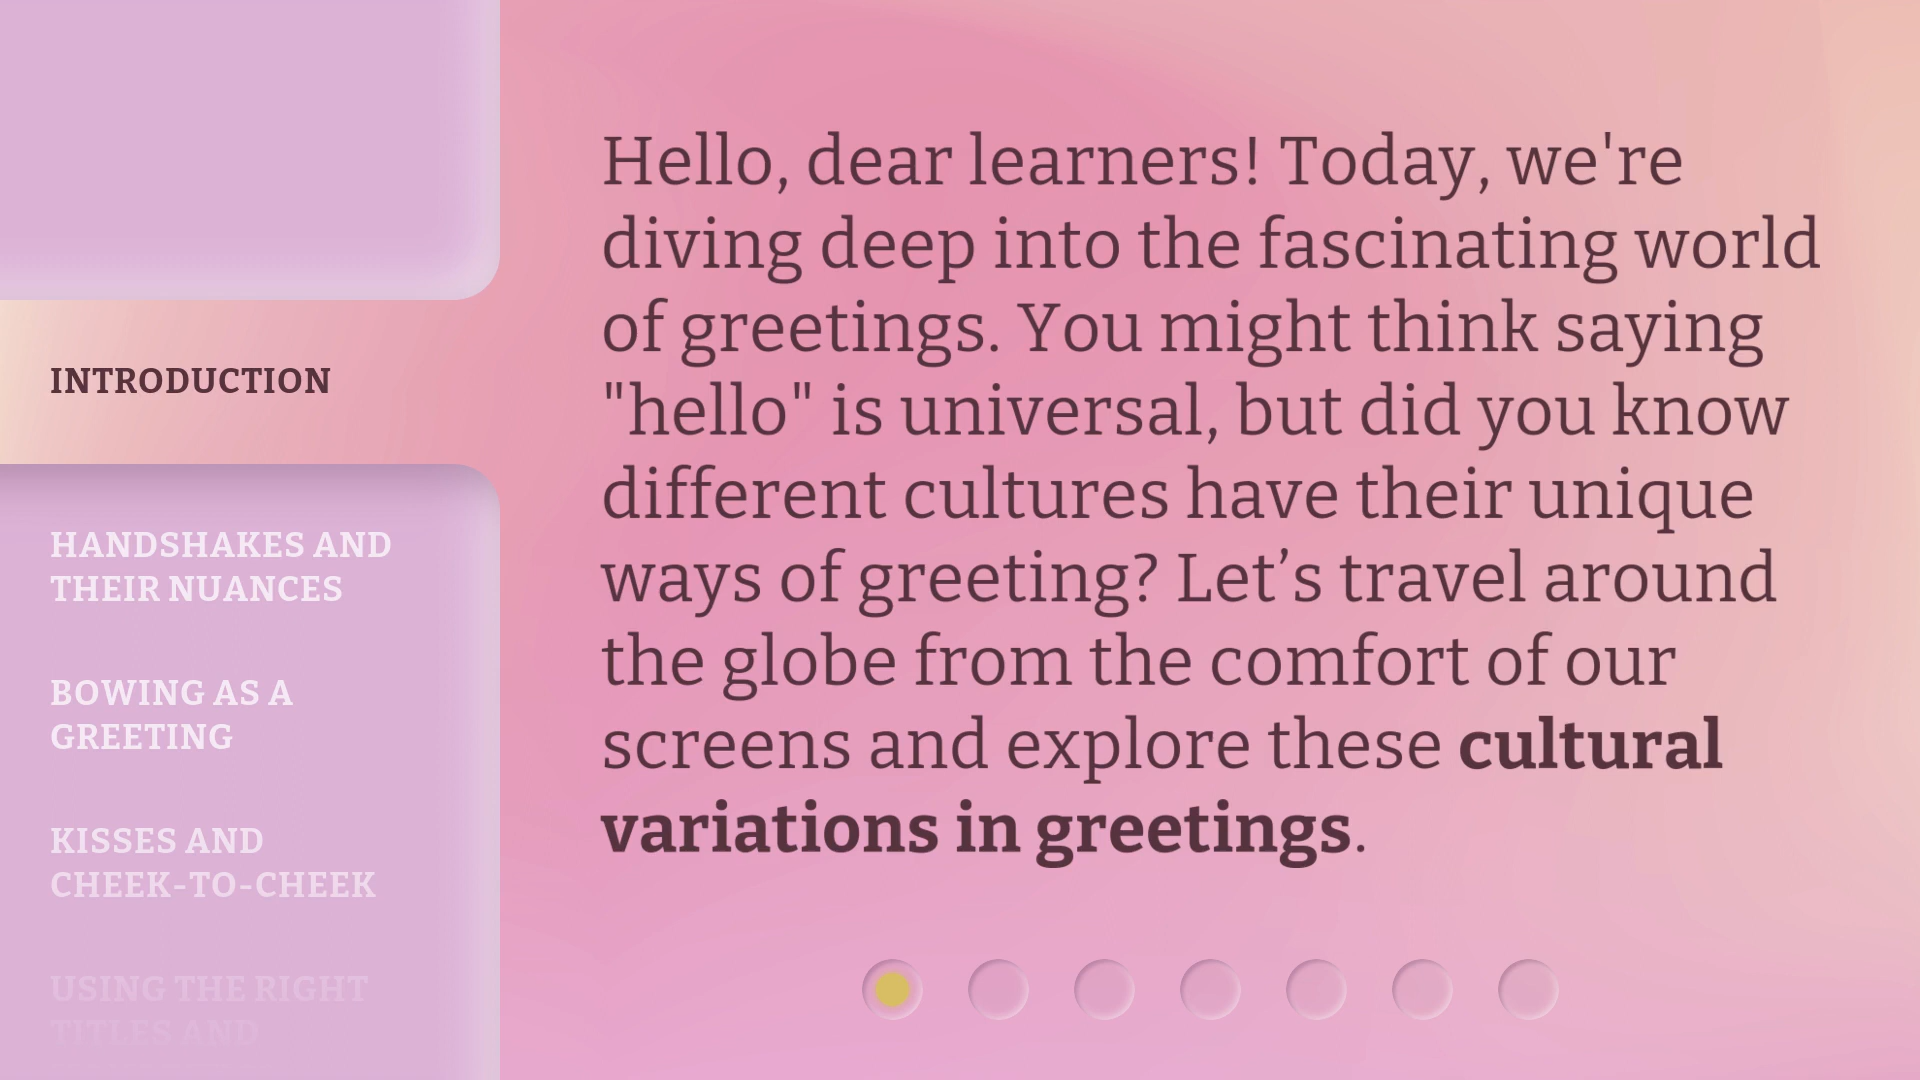 INTRODUCTION
HANDSHAKES AND
THEIR NUANCES
BOWING AS A
GREETING
KISSES AND
CHEEK-TO-CHEEK
USING THE RIGHT
TITLES AND
Hello, dear learners! Today, we're
diving deep into the fascinating world
of greetings. You might think saying
"hello" is universal, but did you know
different cultures have their unique
ways of greeting? Let’s travel around
the globe from the comfort of our
screens and explore these cultural
variations in greetings.